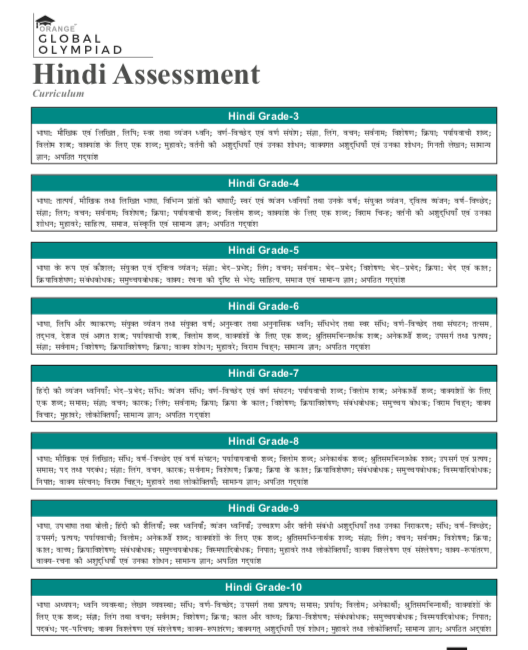 ORANGE
GLOBAL
OLYMPIAD
Hindi Assessment
Curriculum
Hindi Grade-3
भाषा: मौखिक एवं लिखित, लिपि; स्वर तथा व्यंजन ध्वनि; वर्ण-विच्छेद एवं वर्ण संयोग; संज्ञा, लिंग, वचन; सर्वनाम; विशेषण; क्रिया; पर्यायवाची शब्द;
विलोम शब्द; वाक्यांश के लिए एक शब्द; मुहावरे; वर्तनी की अशुद्धियाँ एवं उनका शोधन; वाक्यगत अशुद्धियाँ एवं उनका शोधन; गिनती लेखन; सामान्य
ज्ञान; अपठित गद्यांश
Hindi Grade-4
भाषा: तात्पर्य, मौखिक तथा लिखित भाषा, विभिन्न प्रांतों की भाषाएँ; स्वर एवं व्यंजन ध्वनियाँ तथा उनके वर्ण; संयुक्त व्यंजन, द्वित्व व्यंजन; वर्ण-विच्छेद;
संज्ञा; लिंग; वचन; सर्वनाम; विशेषण; क्रिया; पर्यायवाची शब्द; विलोम शब्द; वाक्यांश के लिए एक शब्द; विराम चिन्ह; वर्तनी की अशुद्धियाँ एवं उनका
शोधन; मुहावरे; साहित्य, समाज, संस्कृति एवं सामान्य ज्ञान; अपठित गद्यांश
Hindi Grade-5
भाषा के रूप एवं कौशल; संयुक्त एवं द्वित्व व्यंजन; संज्ञा: भेद-प्रभेद; लिंग; वचन; सर्वनाम: भेद-प्रभेद; विशेषण: भेद-प्रभेद; क्रिया: भेद एवं काल;
क्रियाविशेषण; संबंधबोधक; समुच्चयबोधक; वाक्य: रचना की दृष्टि से भेद; साहित्य, समाज एवं सामान्य ज्ञान; अपठित गद्यांश
Hindi Grade-6
भाषा, लिपि और व्याकरण; संयुक्त व्यंजन तथा संयुक्त वर्ण; अनुस्वार तथा अनुनासिक ध्वनि; संधिभेद तथा स्वर संधि; वर्ण-विच्छेद तथा संघटन; तत्सम,
तद्भव, देशज एवं आगत शब्द; पर्यायवाची शब्द, विलोम शब्द, वाक्यांशों के लिए एक शब्द; श्रुतिसमभिन्नार्थक शब्द; अनेकार्थी शब्द; उपसर्ग तथा प्रत्यय;
संज्ञा; सर्वनाम; विशेषण; क्रियाविशेषण; क्रिया; वाक्य शोधन; मुहावरे; विराम चिह्न; सामान्य ज्ञान; अपठित गद्यांश
Hindi Grade-7
हिंदी की व्यंजन ध्वनियाँ: भेद-प्रभेद; संधि: व्यंजन संधि; वर्ण-विच्छेद एवं वर्ण संघटन; पर्यायवाची शब्द; विलोम शब्द; अनेकार्थी शब्द; वाक्यांशों के लिए
एक शब्द; समास; संज्ञा; वचन; कारक; लिंग; सर्वनाम; क्रिया; क्रिया के काल; विशेषण; क्रियाविशेषण; संबंधबोधक; समुच्चय बोधक; विराम चिह्न; वाक्य
विचार; मुहावरे; लोकोक्तियाँ; सामान्य ज्ञान; अपठित गद्यांश
Hindi Grade-8
भाषा: मौखिक एवं लिखित; संधि; वर्ण-विच्छेद एवं वर्ण संघटन; पर्यायवाची शब्द; विलोम शब्द; अनेकार्थक शब्द; श्रुतिसमभिन्नार्थक शब्द; उपसर्ग एवं प्रत्यय;
समास; पद तथा पदबंध; संज्ञा; लिंग, वचन, कारक; सर्वनाम; विशेषण; क्रिया; क्रिया के काल; क्रियाविशेषण; संबंधबोधक; समुच्चयबोधक; विस्मयादिबोधक;
निपात; वाक्य संरचना; विराम चिह्न; मुहावरे तथा लोकोक्तियाँ; सामान्य ज्ञान; अपठित गद्यांश
Hindi Grade-9
भाषा, उपभाषा तथा बोली; हिंदी की शैलियाँ; स्वर ध्वनियाँ; व्यंजन ध्वनियाँ; उच्चारण और वर्तनी संबंधी अशुद्धियाँ तथा उनका निराकरण; संधि; वर्ण-विच्छेद;
उपसर्ग; प्रत्यय; पर्यायवाची; विलोम; अनेकार्थी शब्द; वाक्यांशों के लिए एक शब्द; श्रुतिसमभिन्नार्थक शब्द; संज्ञा; लिंग; वचन; सर्वनाम; विशेषण; क्रिया;
काल; वाच्य; क्रियाविशेषण; संबंधबोधक; समुच्चयबोधक; विस्मयादिबोधक; निपात; मुहावरे तथा लोकोक्तियाँ; वाक्य विश्लेषण एवं संश्लेषण; वाक्य-रूपांतरण,
वाक्य-रचना की अशुद्धियाँ एवं उनका शोधन; सामान्य ज्ञान; अपठित गद्यांश
Hindi Grade-10
भाषा अध्ययन; ध्वनि व्यवस्था; लेखन व्यवस्था; संधि; वर्ण-विच्छेद; उपसर्ग तथा प्रत्यय; समास; पर्याय; विलोम; अनेकार्थी; श्रुतिसमभिन्नार्थी; वाक्यांशों के
लिए एक शब्द; संज्ञा; लिंग तथा वचन; सर्वनाम; विशेषण; क्रिया; काल और वाच्य; क्रिया-विशेषण; संबंधबोधक; समुच्चयबोधक; विस्मयादिबोधक; निपात;
पदबंध; पद-परिचय; वाक्य विश्लेषण एवं संश्लेषण; वाक्य-रूपांतरण; वाक्यगत् अशुद्धियाँ एवं शोधन; मुहावरे तथा लोकोक्तियाँ; सामान्य ज्ञान; अपठित अद्यांश